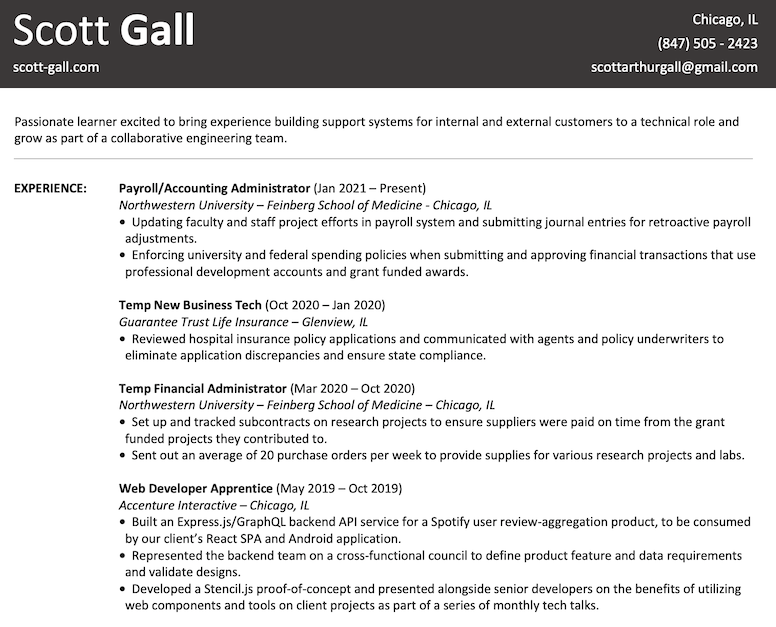 Scott Gall
Chicago, IL
(847) 505 - 2423
scott-gall.com
scottarthurgall@gmail.com
Passionate learner excited to bring experience building support systems for internal and external customers to a technical role and
grow as part of a collaborative engineering team.
EXPERIENCE:
Payroll/Accounting Administrator (Jan 2021 – Present)
Northwestern University – Feinberg School of Medicine - Chicago, IL
• Updating faculty and staff project efforts in payroll system and submitting journal entries for retroactive payroll
adjustments.
• Enforcing university and federal spending policies when submitting and approving financial transactions that use
professional development accounts and grant funded awards.
Temp New Business Tech (Oct 2020 – Jan 2020)
Guarantee Trust Life Insurance – Glenview, IL
• Reviewed hospital insurance policy applications and communicated with agents and policy underwriters to
eliminate application discrepancies and ensure state compliance.
Temp Financial Administrator (Mar 2020 – Oct 2020)
Northwestern University – Feinberg School of Medicine – Chicago, IL
• Set up and tracked subcontracts on research projects to ensure suppliers were paid on time from the grant
funded projects they contributed to.
• Sent out an average of 20 purchase orders per week to provide supplies for various research projects and labs.
Web Developer Apprentice (May 2019 – Oct 2019)
Accenture Interactive – Chicago, IL
• Built an Express.js/GraphQL backend API service for a Spotify user review-aggregation product, to be consumed
by our client’s React SPA and Android application.
• Represented the backend team on a cross-functional council to define product feature and data requirements
and validate designs.
• Developed a Stencil.js proof-of-concept and presented alongside senior developers on the benefits of utilizing
web components and tools on client projects as part of a series of monthly tech talks.